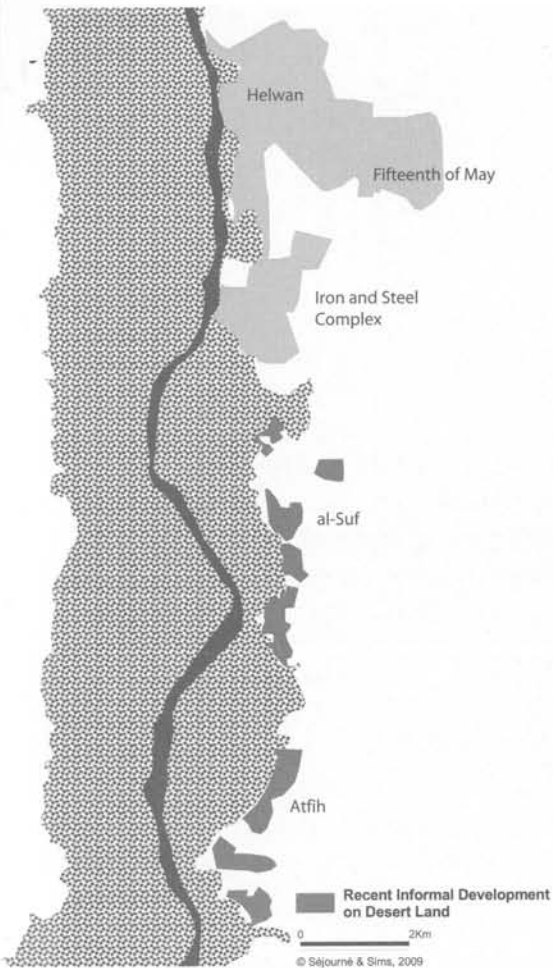 Helwan
Fifteenth of May
Iron and Steel
Complex
al-Suf
Atfih
Recent Informal Development
on Desert Land
0 2Km
© Séjourné & Sims, 2009